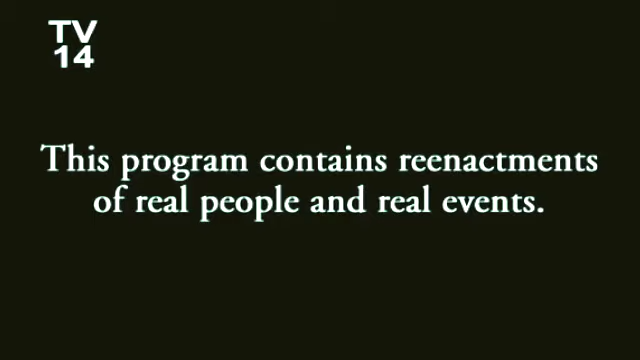 TV
14
This program contains reenactments
of real people and real events.